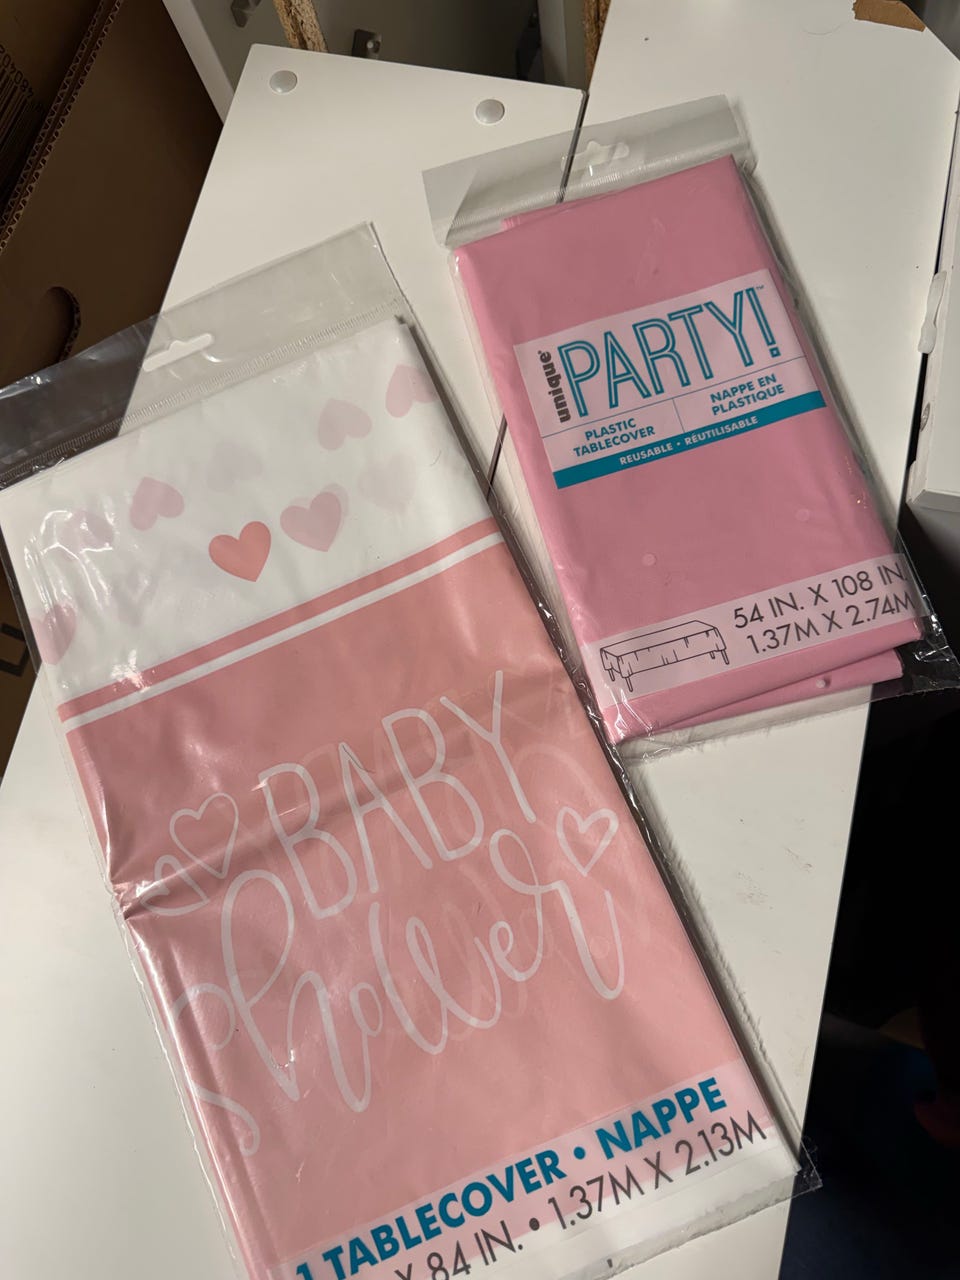 BABY
Shower
1 TABLECOVER • NAPPE
X 84 IN. • 1.37M X 2.13M
unique
PARTY!™
PLASTIC
TABLECOVER
NAPPE EN
PLASTIQUE
REUSABLE • RÉUTILISABLE
54 IN. X 108 IN.
1.37M X 2.74M